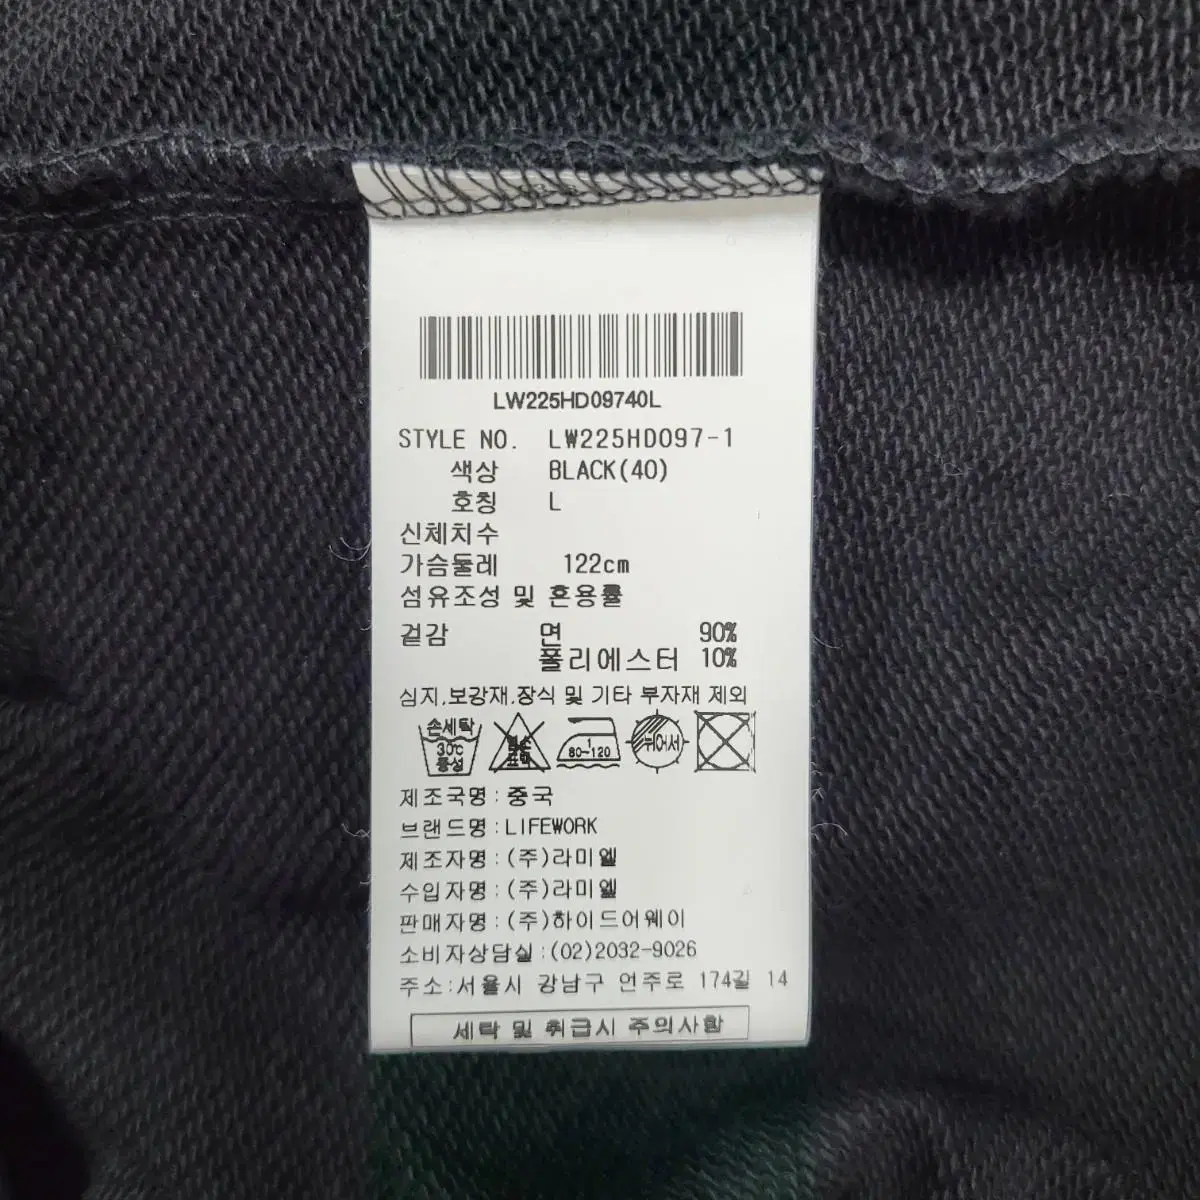 LW225HD09740L
STYLE NO. LW225HD097-1
색상 BLACK(40)
호칭 L
신체치수
가슴둘레 122cm
섬유조성 및 혼용률
겉감 면 90%
폴리에스터 10%
심지,보강재,장식 및 기타 부자재 제외
손세탁
30℃
중성
표백
1
80~120
뉘어서
제조국명:중국
브랜드명:LIFEWORK
제조자명:(주)라미엘
수입자명:(주)라미엘
판매자명:(주)하이드어웨이
소비자상담실:(02)2032-9026
주소:서울시 강남구 언주로 174길 14
세탁 및 취급시 주의사항